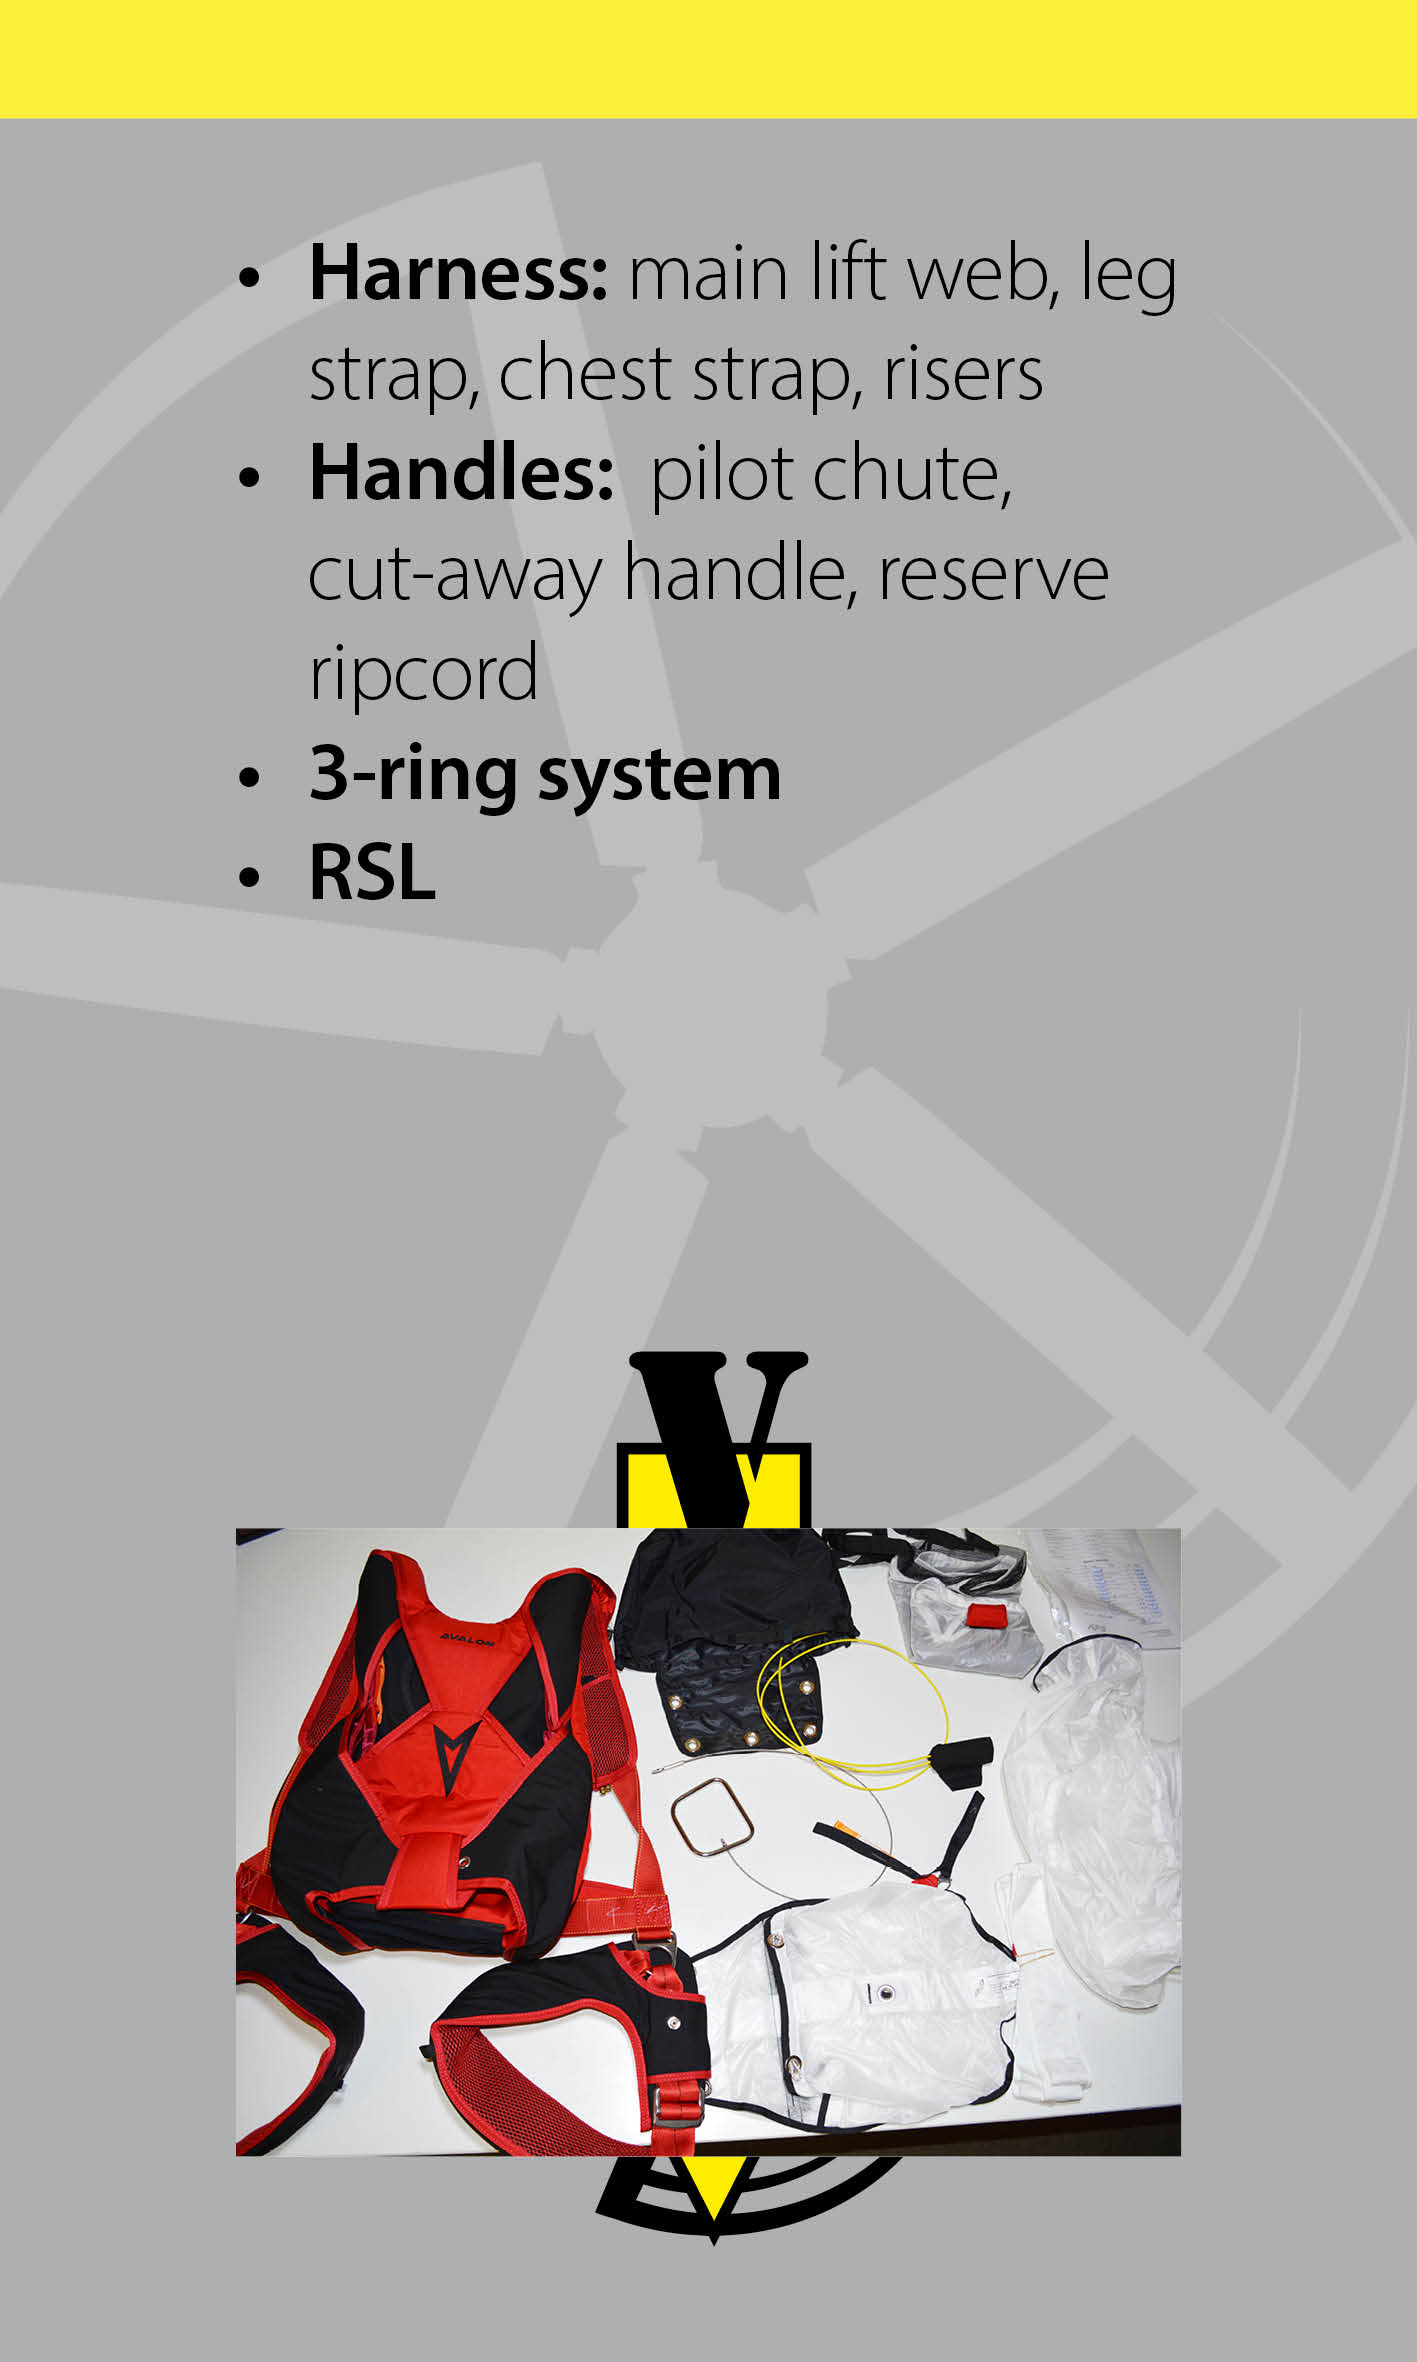 • Harness: main lift web, leg
strap, chest strap, risers
• Handles: pilot chute,
cut-away handle, reserve
ripcord
• 3-ring system
• RSL
V
AVALON